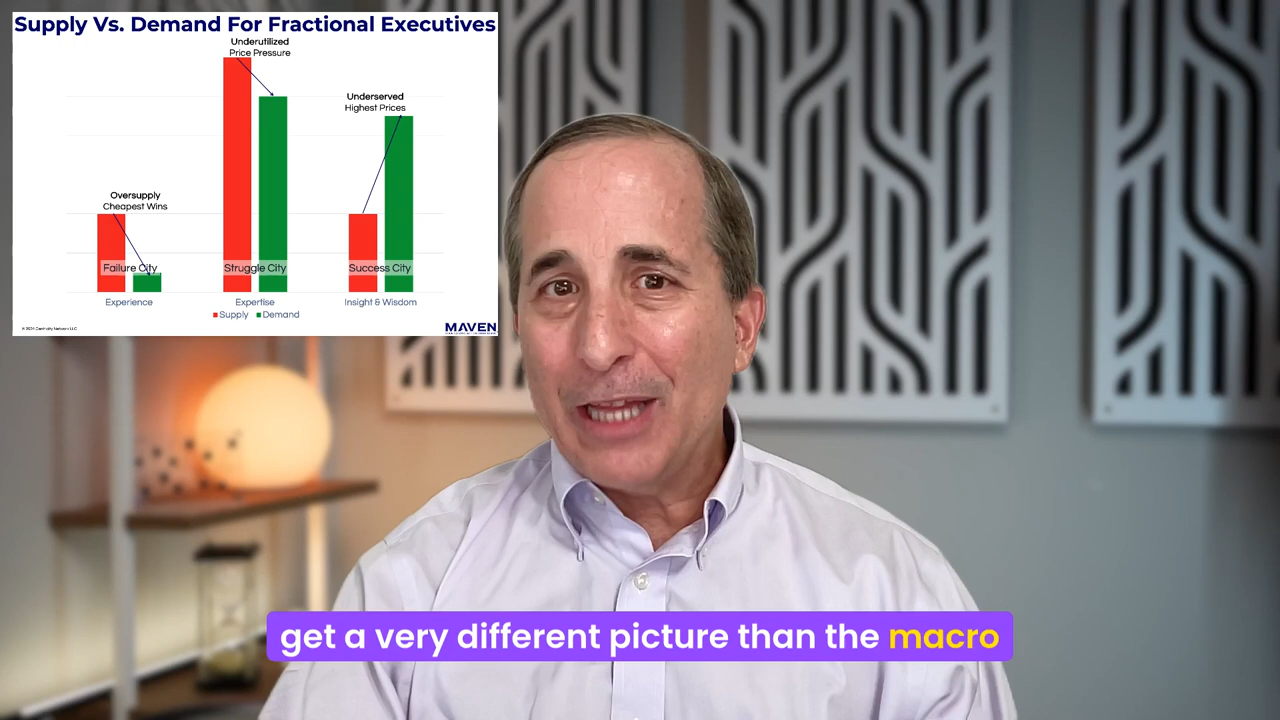 Supply Vs. Demand For Fractional Executives
Underutilized
Price Pressure
Underserved
Highest Prices
Oversupply
Cheapest Wins
Failure City
Struggle City
Success City
Experience
Expertise
Insight & Wisdom
Supply
Demand
MAVEN
get a very different picture than the macro